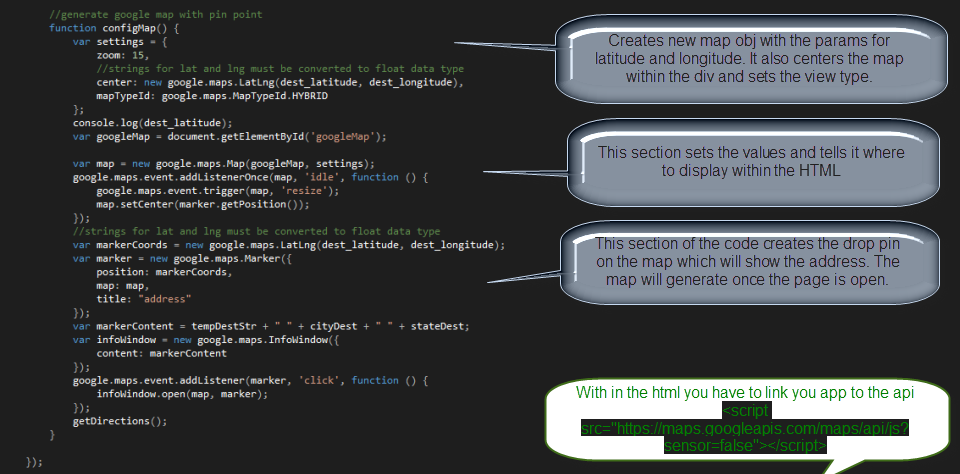 //generate google map with pin point
function configMap() {
var settings = {
zoom: 15,
//strings for lat and lng must be converted to float data type
center: new google.maps.LatLng(dest_latitude, dest_longitude),
mapTypeId: google.maps.MapTypeId.HYBRID
};
console.log(dest_latitude);
var googleMap = document.getElementById('googleMap');
var map = new google.maps.Map(googleMap, settings);
google.maps.event.addListenerOnce(map, 'idle', function () {
google.maps.event.trigger(map, 'resize');
map.setCenter(marker.getPosition());
});
//strings for lat and lng must be converted to float data type
var markerCoords = new google.maps.LatLng(dest_latitude, dest_longitude);
var marker = new google.maps.Marker({
position: markerCoords,
map: map,
title: "address"
});
var markerContent = tempDestStr + " " + cityDest + " " + stateDest;
var infoWindow = new google.maps.InfoWindow({
content: markerContent
});
google.maps.event.addListener(marker, 'click', function () {
infoWindow.open(map, marker);
});
getDirections();
}
});
Creates new map obj with the params for
latitude and longitude. It also centers the map
within the div and sets the view type.
This section sets the values and tells it where
to display within the HTML
This section of the code creates the drop pin
on the map which will show the address. The
map will generate once the page is open.
With in the html you have to link you app to the api
<script
src="https://maps.googleapis.com/maps/api/js?
sensor=false"></script>